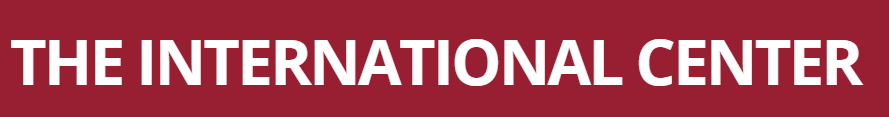 THE INTERNATIONAL CENTER